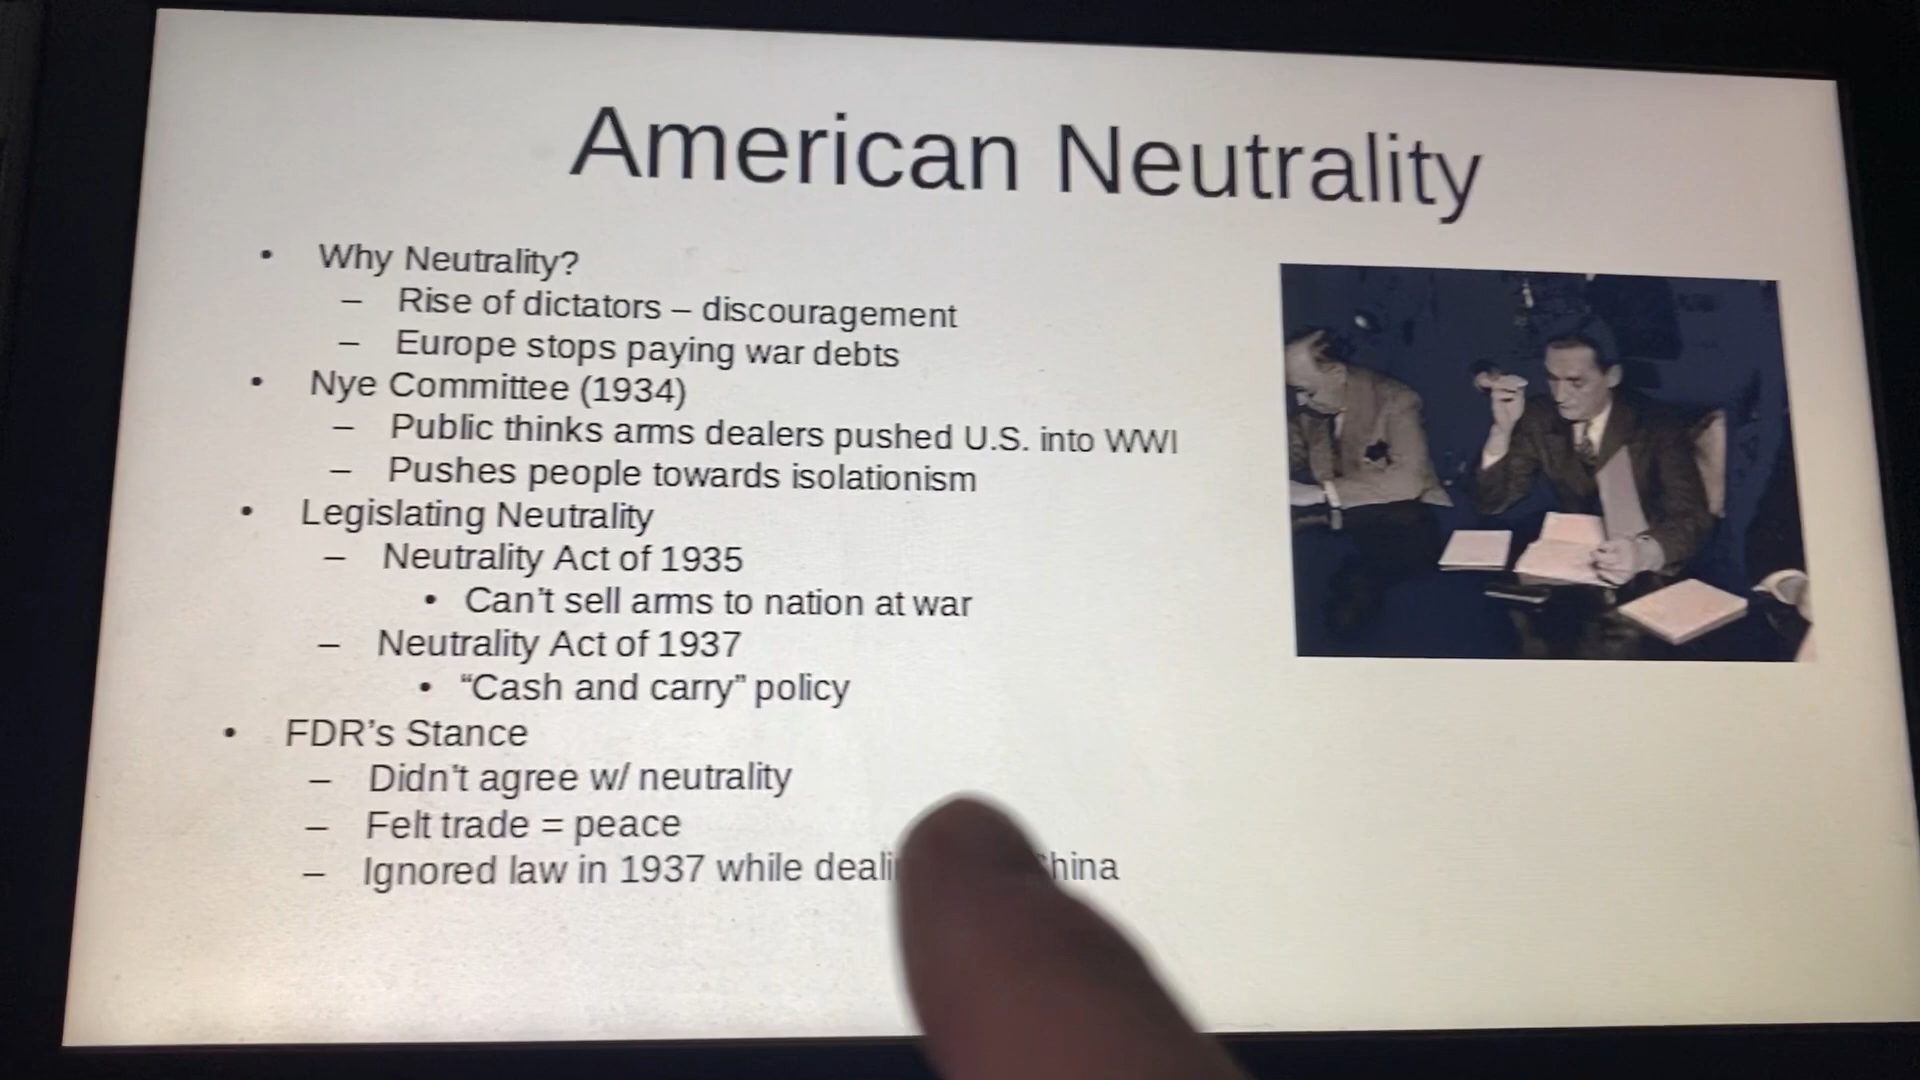 American Neutrality
• Why Neutrality?
– Rise of dictators – discouragement
– Europe stops paying war debts
• Nye Committee (1934)
– Public thinks arms dealers pushed U.S. into WWI
– Pushes people towards isolationism
• Legislating Neutrality
– Neutrality Act of 1935
• Can't sell arms to nation at war
– Neutrality Act of 1937
• “Cash and carry” policy
• FDR's Stance
– Didn't agree w/ neutrality
– Felt trade = peace
– Ignored law in 1937 while